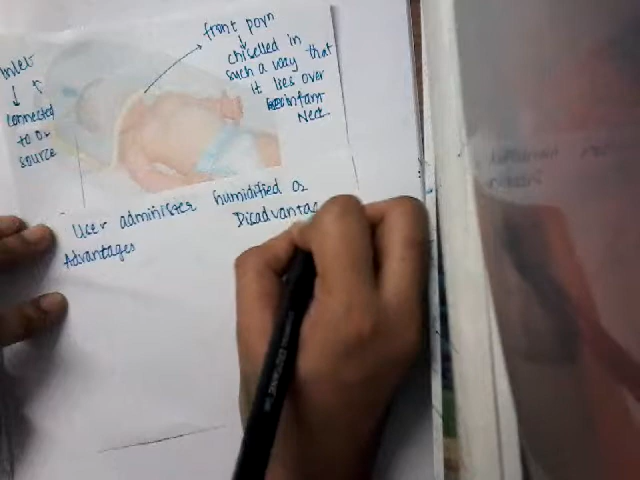 front porn
chiselled in
such a way that
it lies over
infant
Neck
Inlet
connected
to O2
source
User administer humidified O2
Advantages
Disadvantag